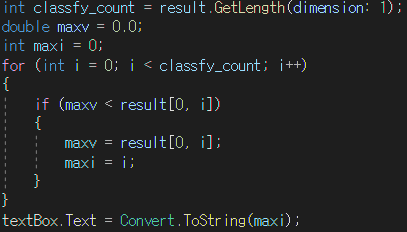 int classfy_count = result.GetLength(dimension: 1);
double maxv = 0.0;
int maxi = 0;
for (int i = 0; i < classfy_count; i++)
{
    if (maxv < result[0, i])
    {
        maxv = result[0, i];
        maxi = i;
    }
}
textBox.Text = Convert.ToString(maxi);